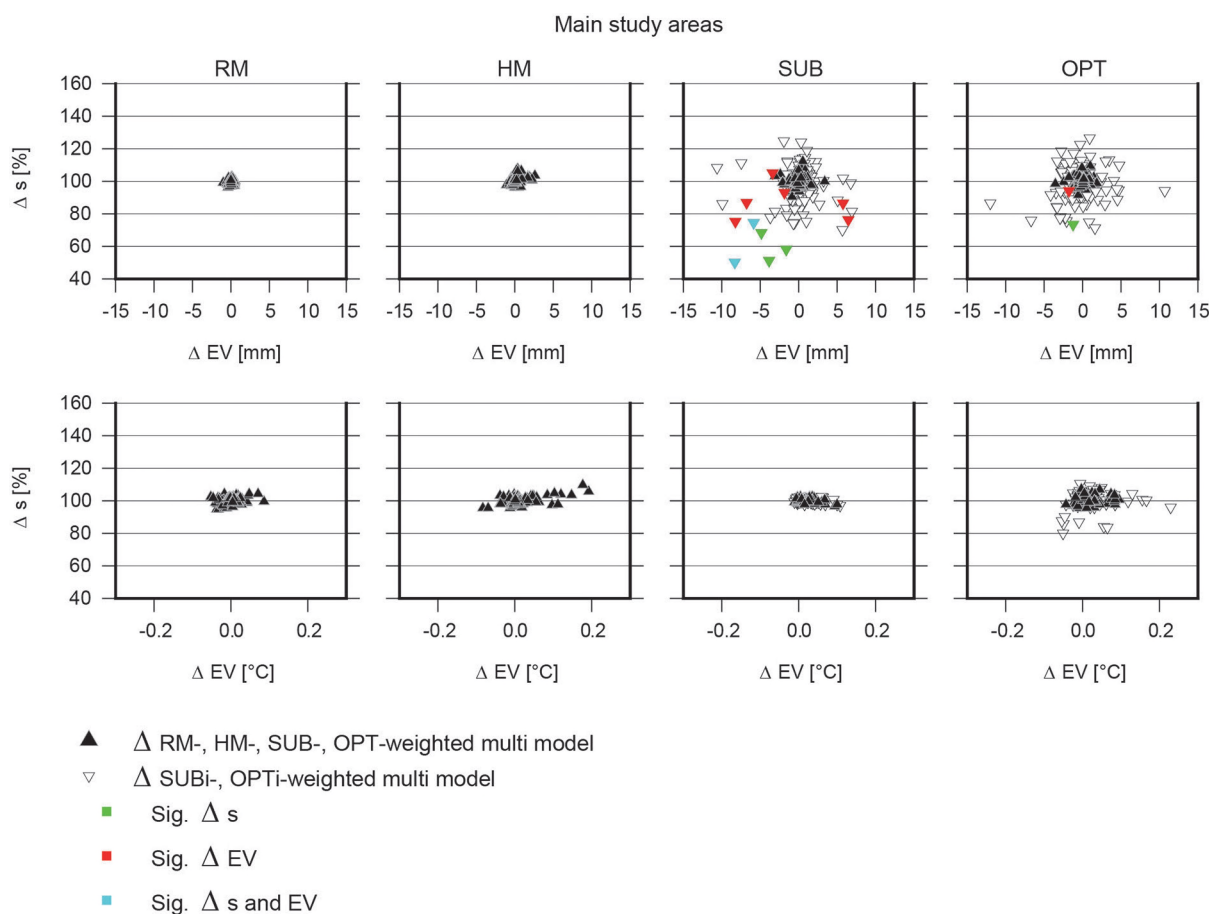 Main study areas
RM HM SUB OPT
160
140
120
100
80
60
40
Δ s [%]
-15 -10 -5 0 5 10 15 -15 -10 -5 0 5 10 15 -15 -10 -5 0 5 10 15 -15 -10 -5 0 5 10 15
Δ EV [mm] Δ EV [mm] Δ EV [mm] Δ EV [mm]
160
140
120
100
80
60
40
Δ s [%]
-0.2 0.0 0.2 -0.2 0.0 0.2 -0.2 0.0 0.2 -0.2 0.0 0.2
Δ EV [°C] Δ EV [°C] Δ EV [°C] Δ EV [°C]
Δ RM-, HM-, SUB-, OPT-weighted multi model
Δ SUBi-, OPTi-weighted multi model
Sig. Δ s
Sig. Δ EV
Sig. Δ s and EV